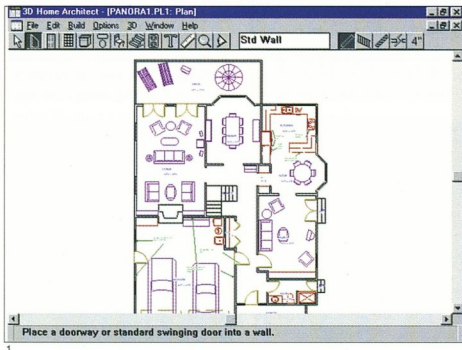 3D Home Architect - [PANORA1.PL1: Plan]
File Edit Build Options 3D Window Help
T Std Wall 4"
Place a doorway or standard swinging door into a wall.
1